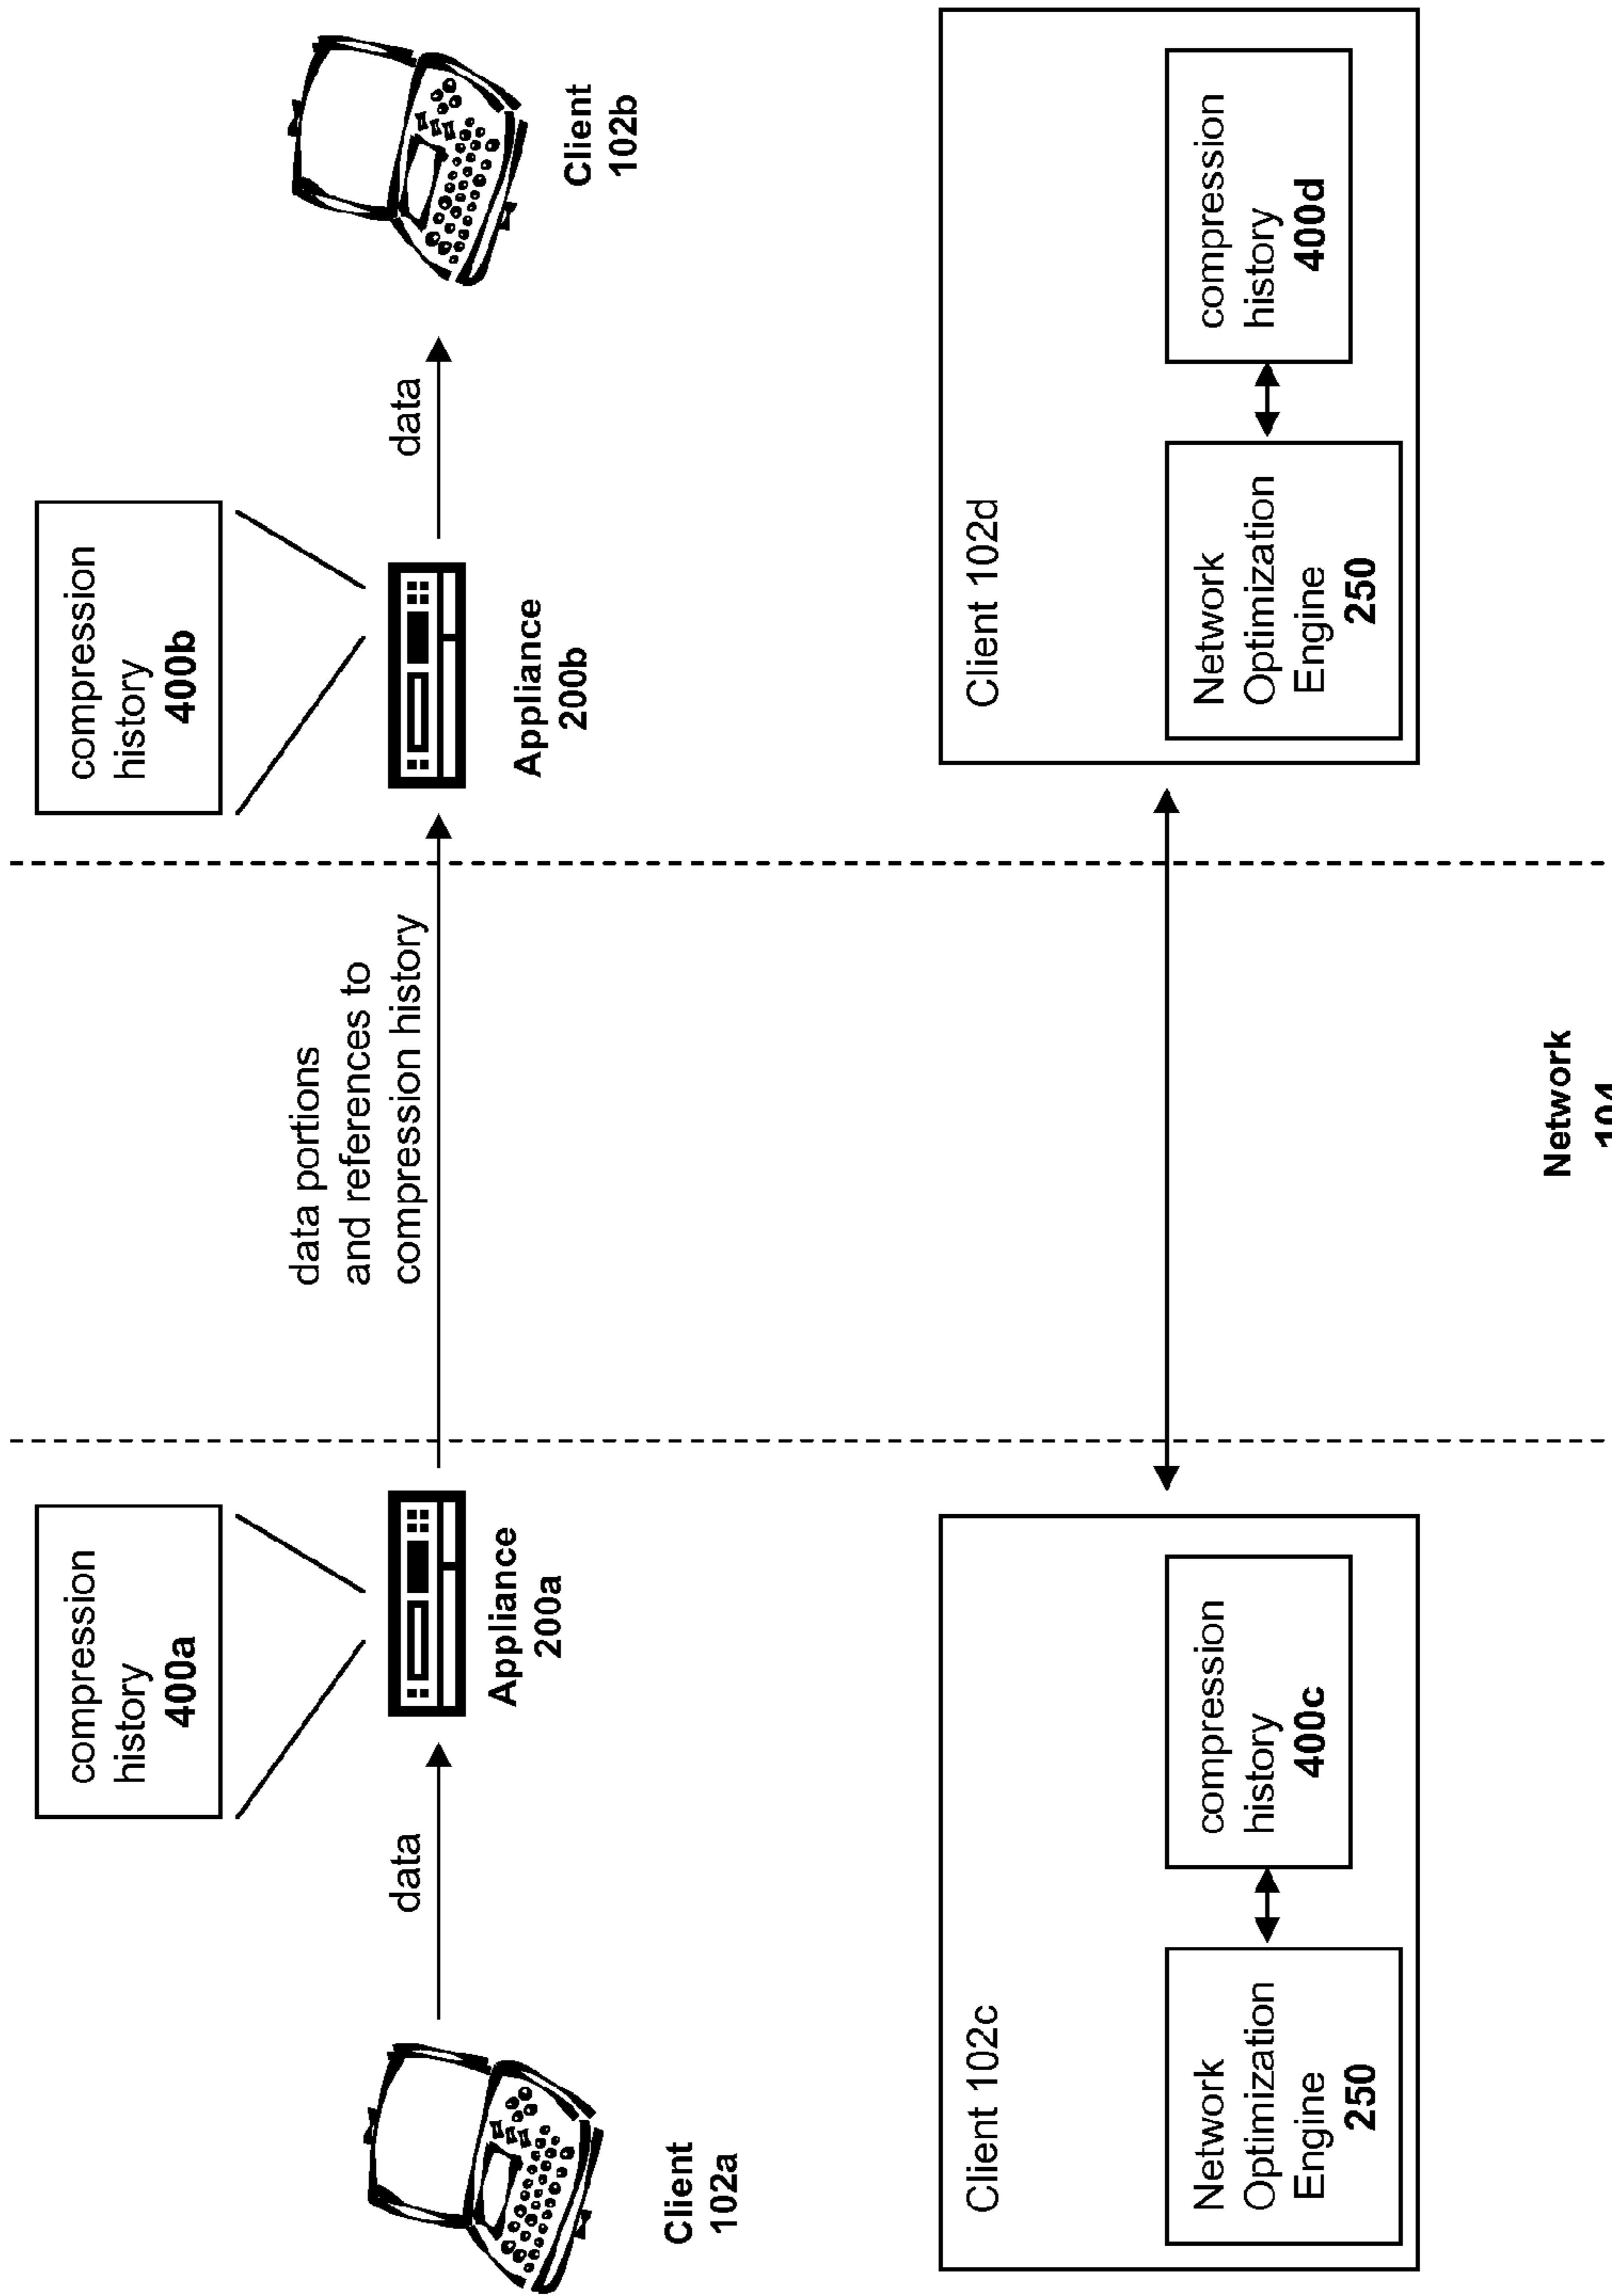 compression
history
400a
compression
history
400b
data
data portions
and references to
compression history
data
Client
102a
Appliance
200a
Appliance
200b
Client
102b
Client 102c
Network
Optimization
Engine
250
compression
history
400c
Client 102d
Network
Optimization
Engine
250
compression
history
400d
Network
104